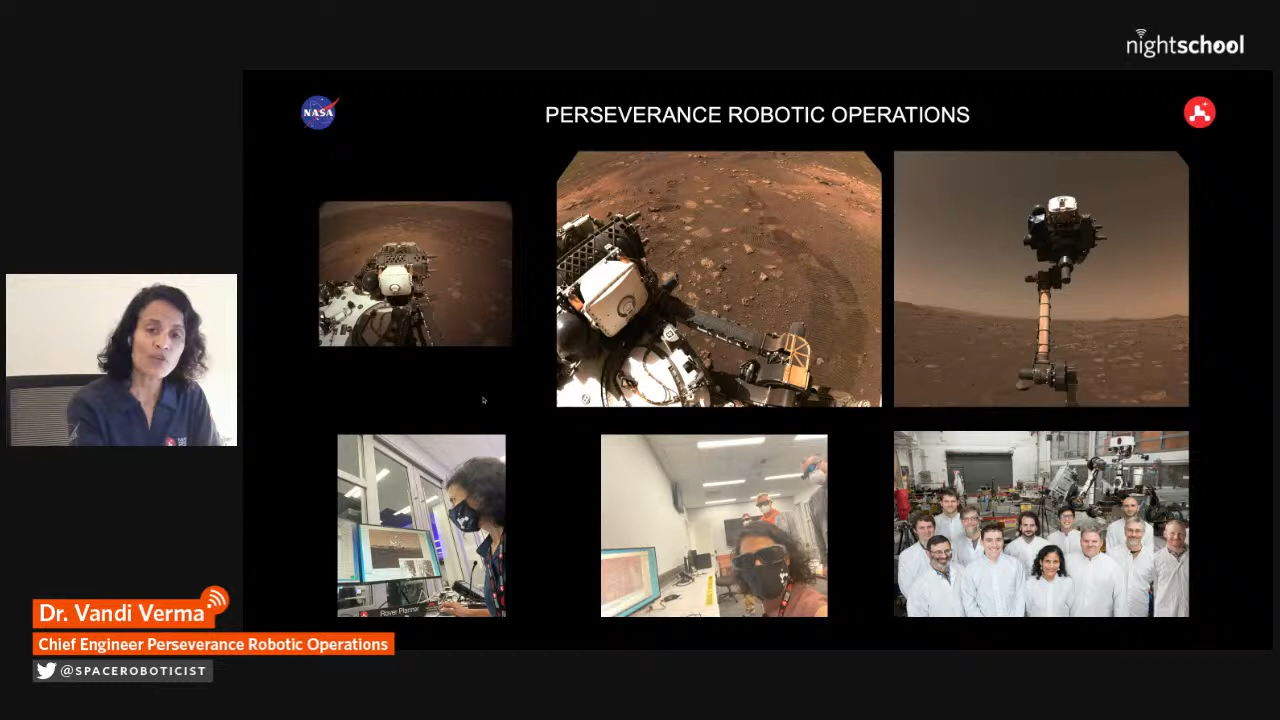 nightschool
NASA
PERSEVERANCE ROBOTIC OPERATIONS
Rover Planner
Dr. Vandi Verma
Chief Engineer Perseverance Robotic Operations
@SPACEROBOTICIST